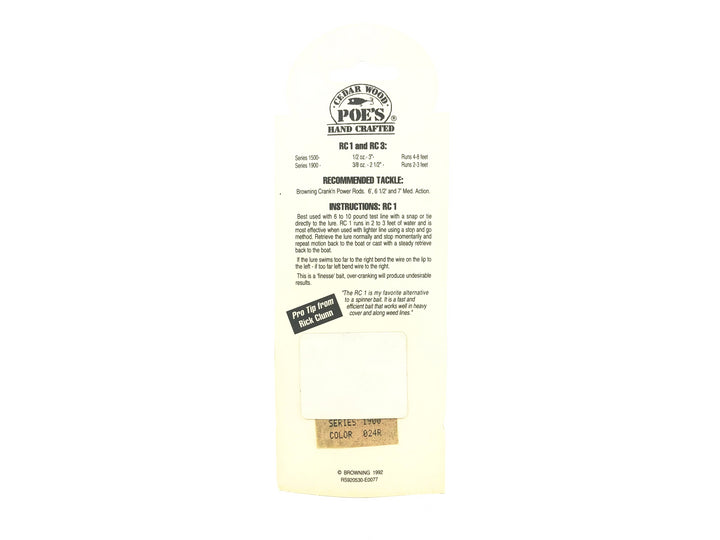 CEDAR WOOD
POE'S®
HAND CRAFTED
RC 1 and RC 3:
Series 1500- 1/2 oz.- 3"- Runs 4-8 feet
Series 1900 - 3/8 oz. - 2 1/2" - Runs 2-3 feet
RECOMMENDED TACKLE:
Browning Crank'n Power Rods. 6', 6 1/2' and 7' Med. Action.
INSTRUCTIONS: RC 1
Best used with 6 to 10 pound test line with a snap or tie
directly to the lure. RC 1 runs in 2 to 3 feet of water and is
most effective when used with lighter line using a stop and go
method. Retrieve the lure normally and stop momentarily and
repeat motion back to the boat or cast with a steady retrieve
back to the boat.
If the lure swims too far to the right bend the wire on the lip to
the left - if too far left bend wire to the right.
This is a 'finesse' bait, over-cranking will produce undesirable
results.
Pro Tip from
Rick Clunn
"The RC 1 is my favorite alternative
to a spinner bait. It is a fast and
efficient bait that works well in heavy
cover and along weed lines."
SERIES 1900
COLOR 024R
© BROWNING 1992
R5920530-E0077